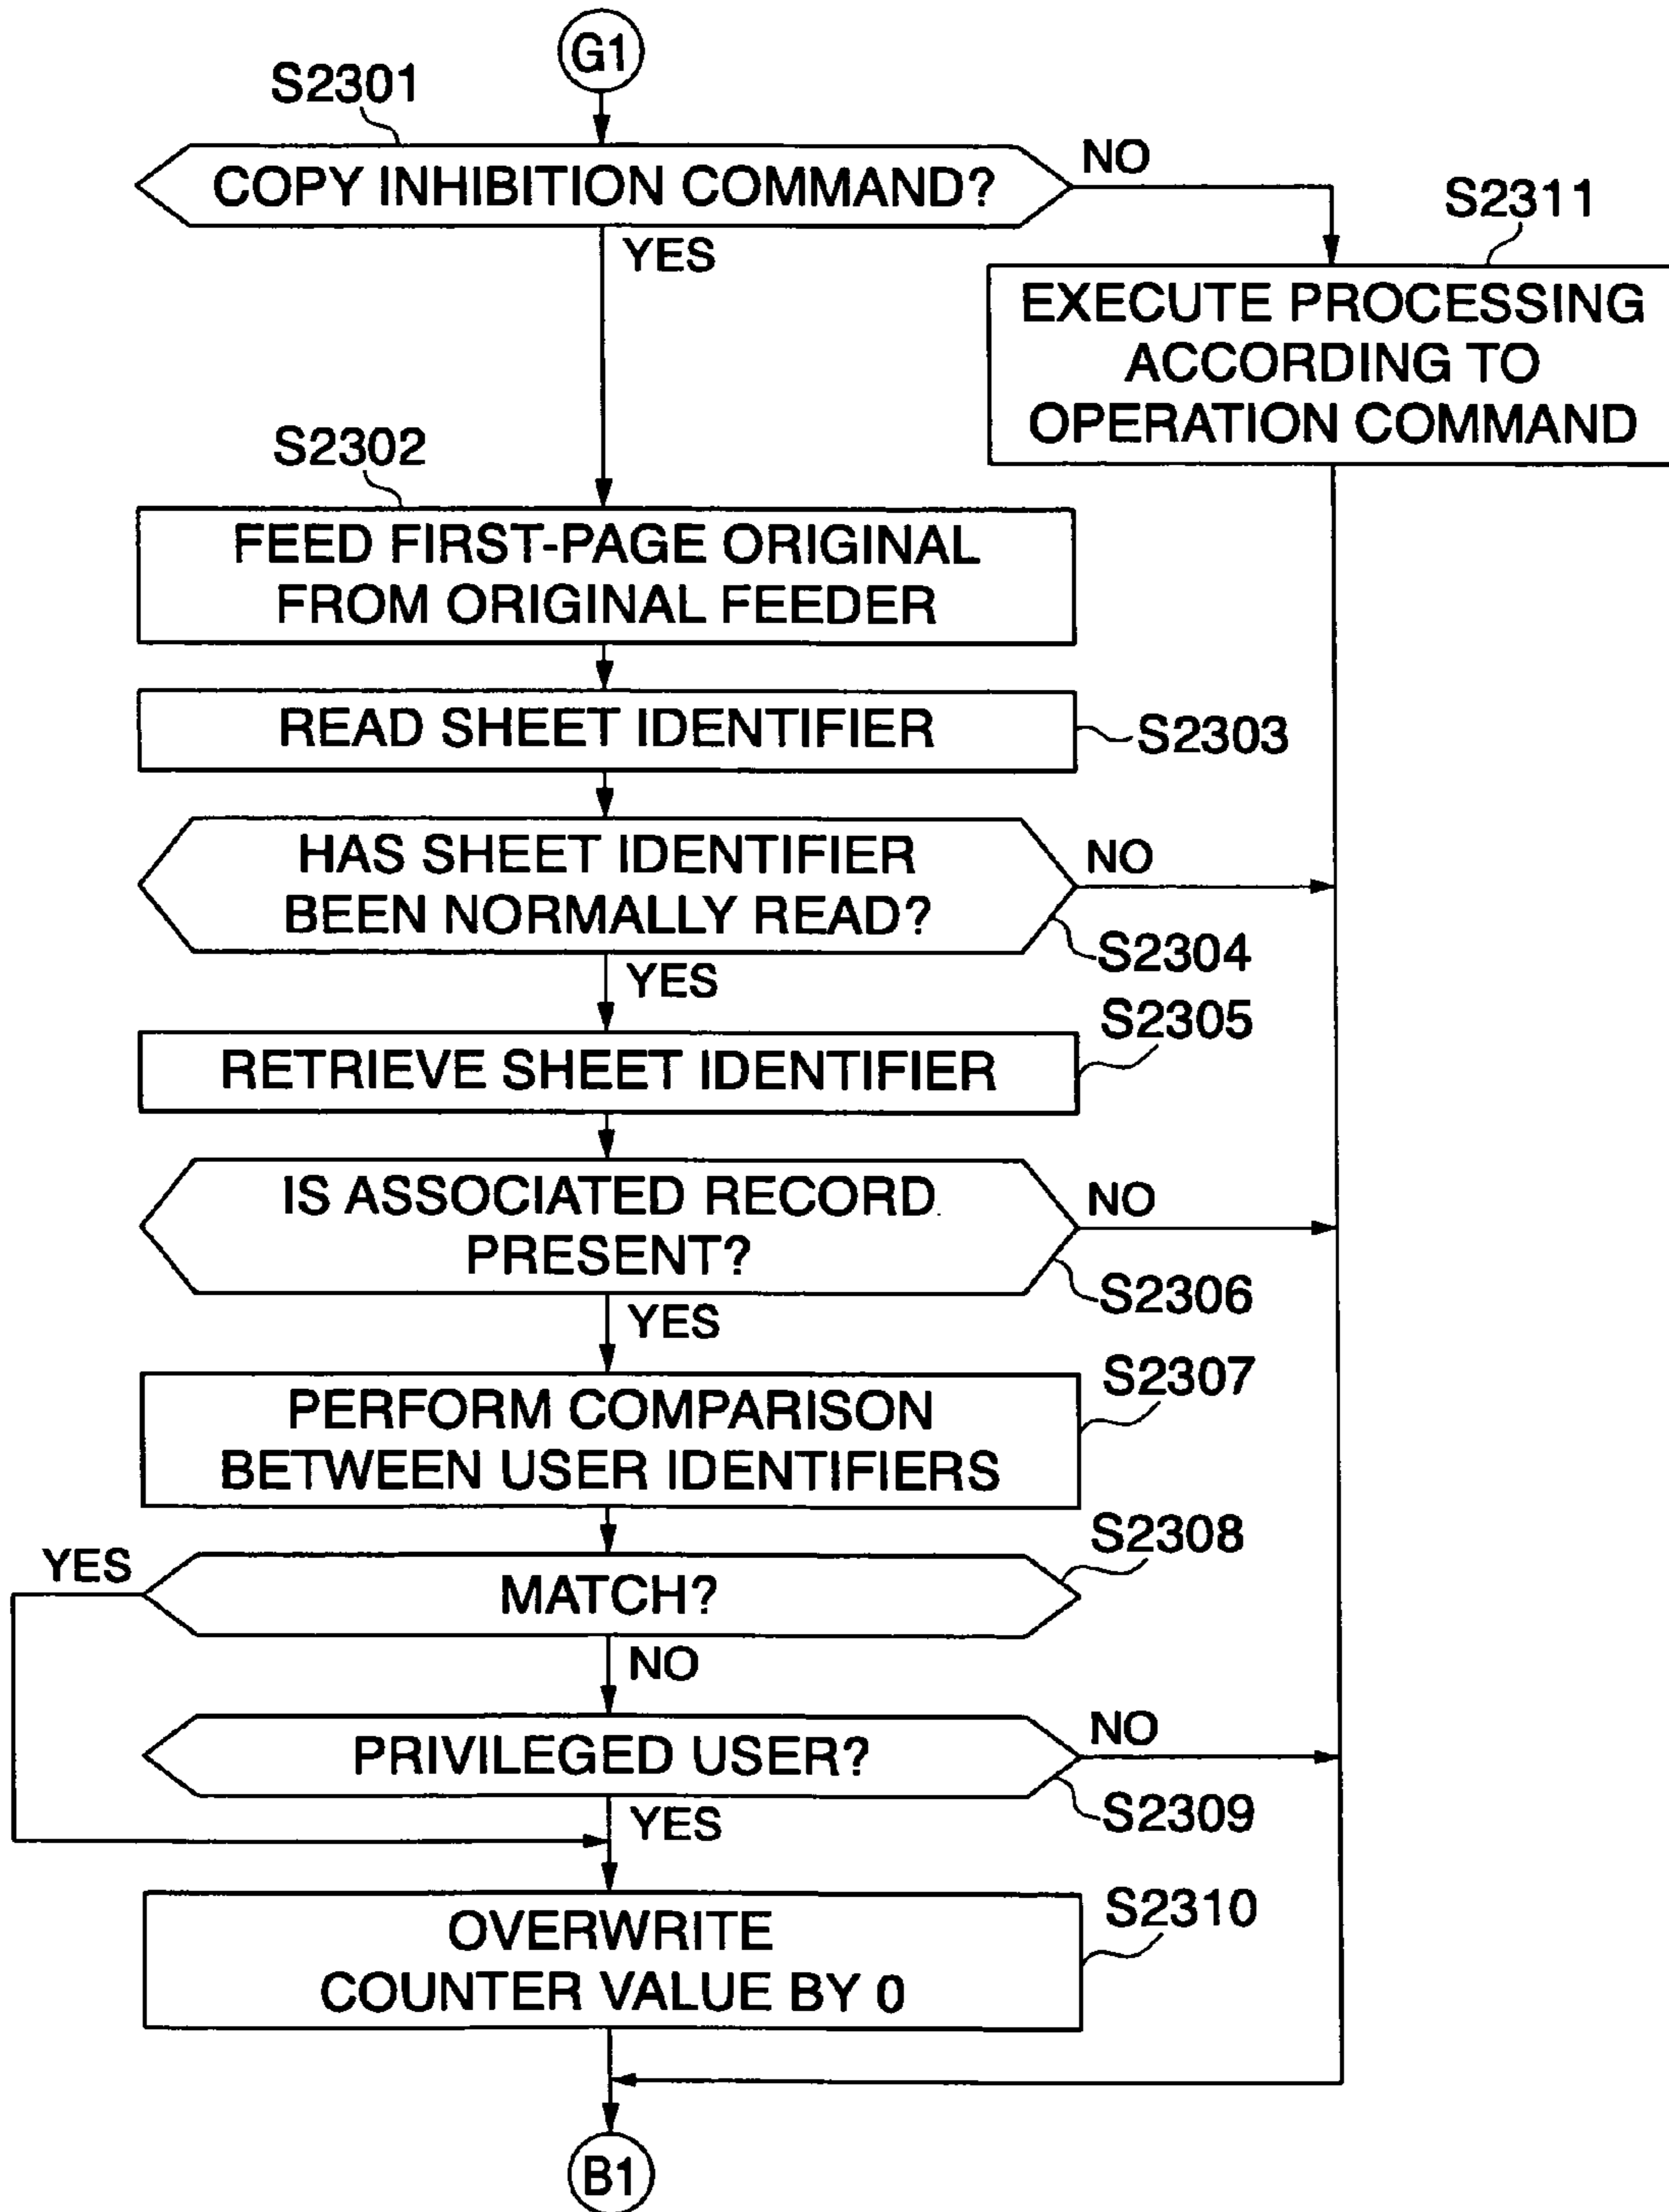 G1
S2301
COPY INHIBITION COMMAND?
NO
YES
S2311
EXECUTE PROCESSING
ACCORDING TO
OPERATION COMMAND
S2302
FEED FIRST-PAGE ORIGINAL
FROM ORIGINAL FEEDER
READ SHEET IDENTIFIER
S2303
HAS SHEET IDENTIFIER
BEEN NORMALLY READ?
NO
S2304
YES
S2305
RETRIEVE SHEET IDENTIFIER
IS ASSOCIATED RECORD
PRESENT?
NO
S2306
YES
S2307
PERFORM COMPARISON
BETWEEN USER IDENTIFIERS
S2308
YES
MATCH?
NO
PRIVILEGED USER?
NO
S2309
YES
S2310
OVERWRITE
COUNTER VALUE BY 0
B1